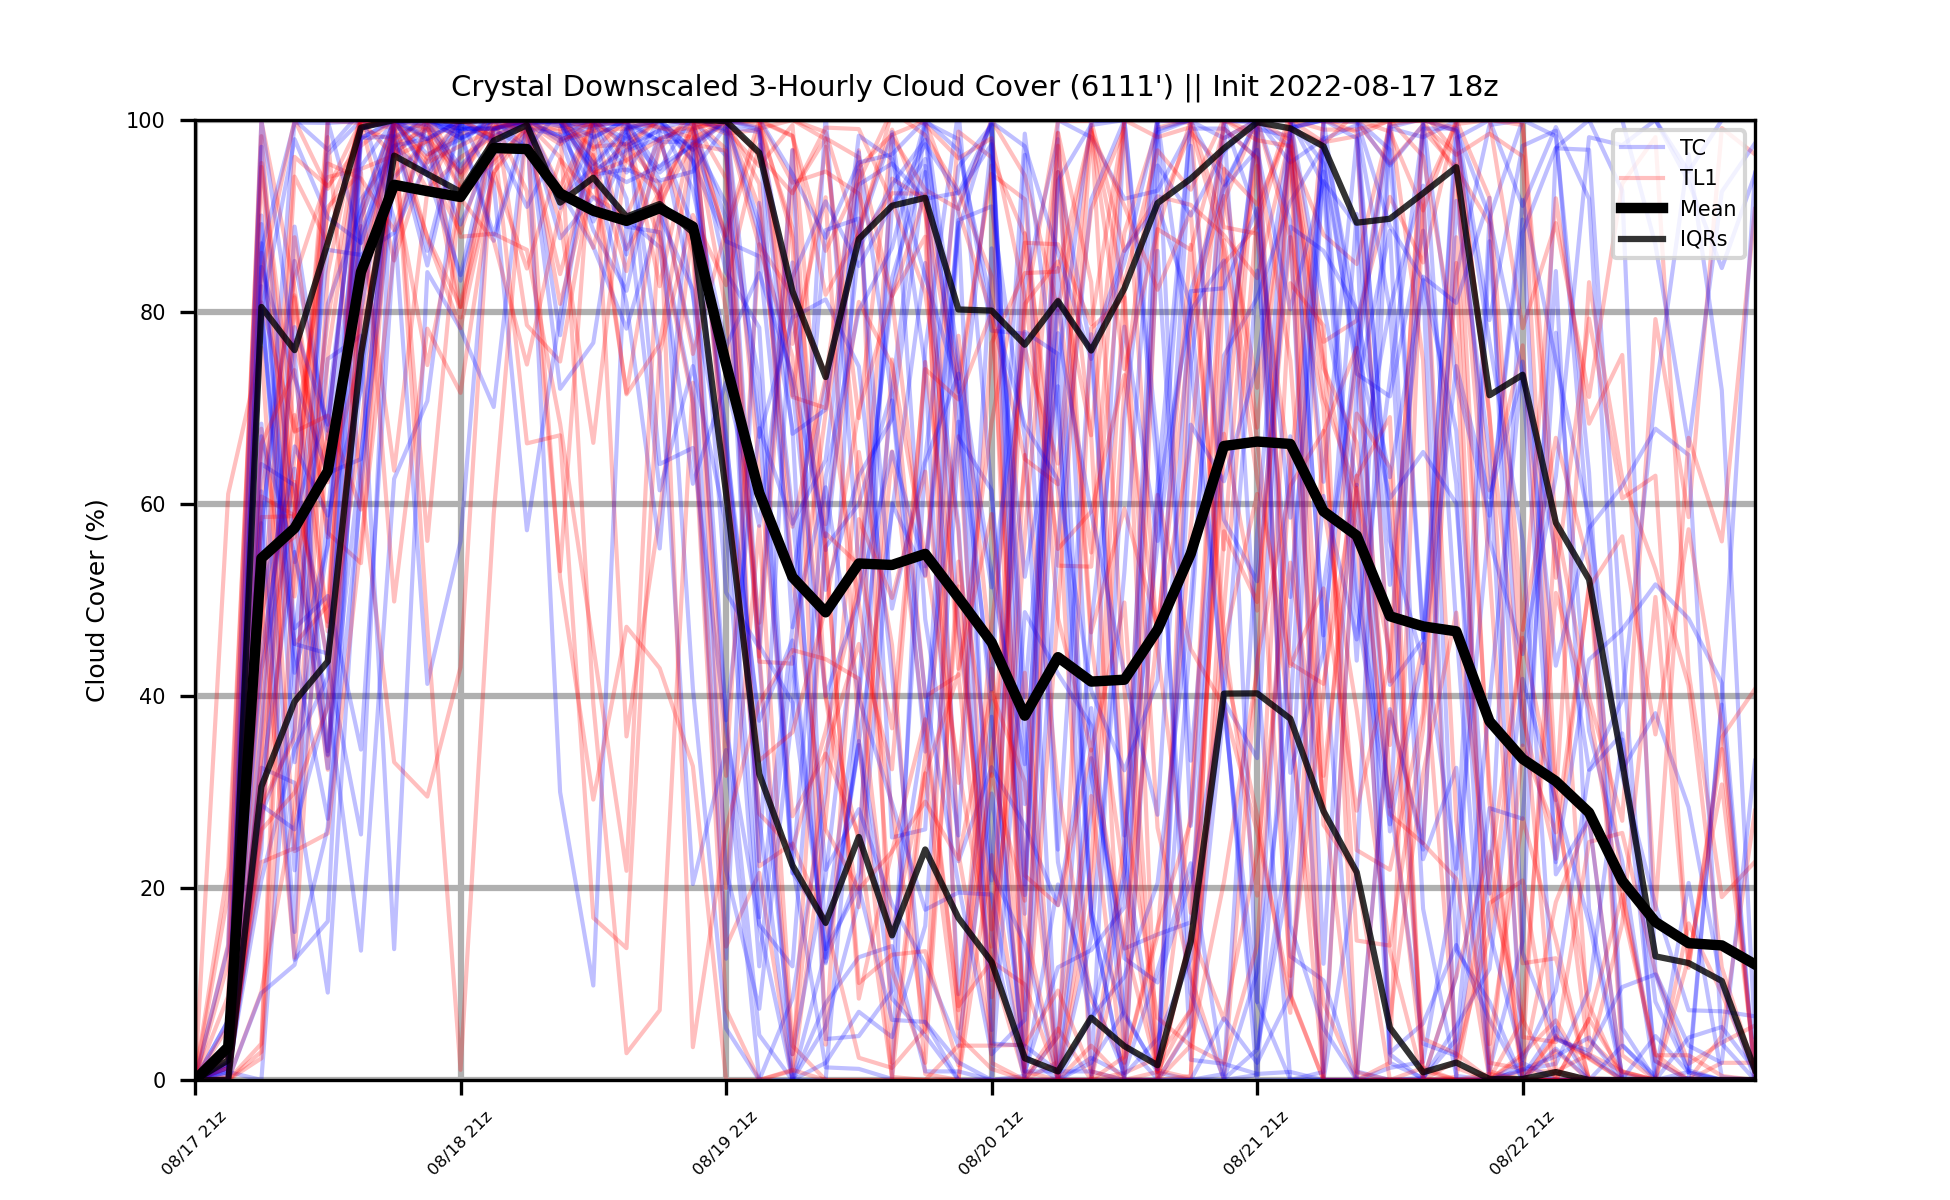 Crystal Downscaled 3-Hourly Cloud Cover (6111') || Init 2022-08-17 18z
100
80
60
40
20
0
Cloud Cover (%)
TC
TL1
Mean
IQRs
08/17 21z
08/18 21z
08/19 21z
08/20 21z
08/21 21z
08/22 21z